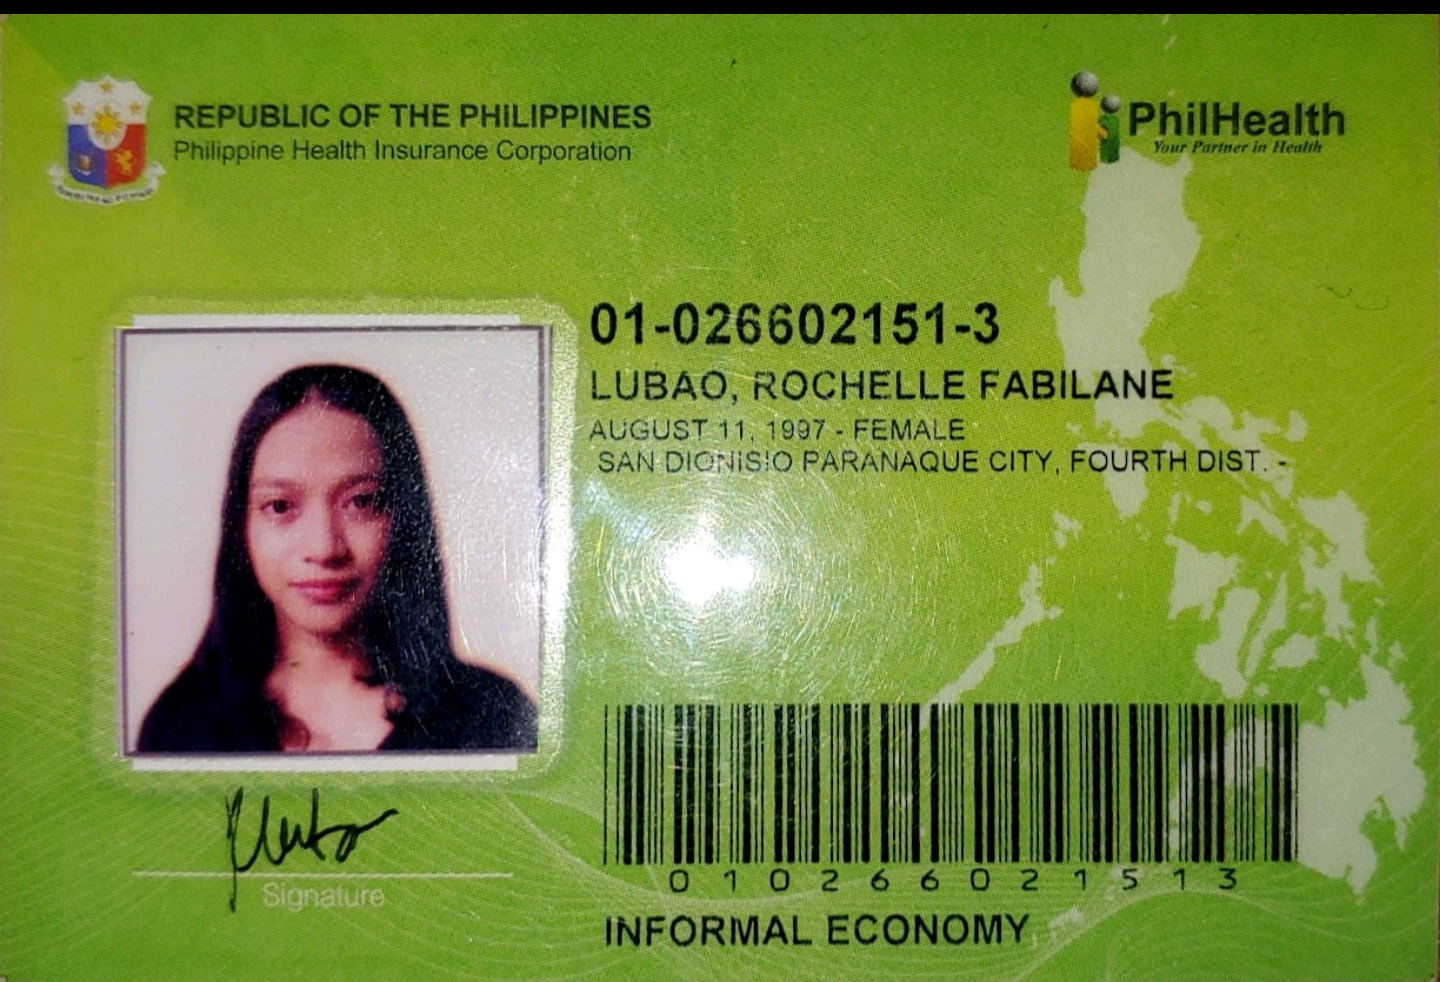 REPUBLIC OF THE PHILIPPINES
Philippine Health Insurance Corporation
PhilHealth
Your Partner in Health
01-026602151-3
LUBAO, ROCHELLE FABILANE
AUGUST 11, 1997 - FEMALE
SAN DIONISIO PARANAQUE CITY, FOURTH DIST. -
Signature
010266021513
INFORMAL ECONOMY